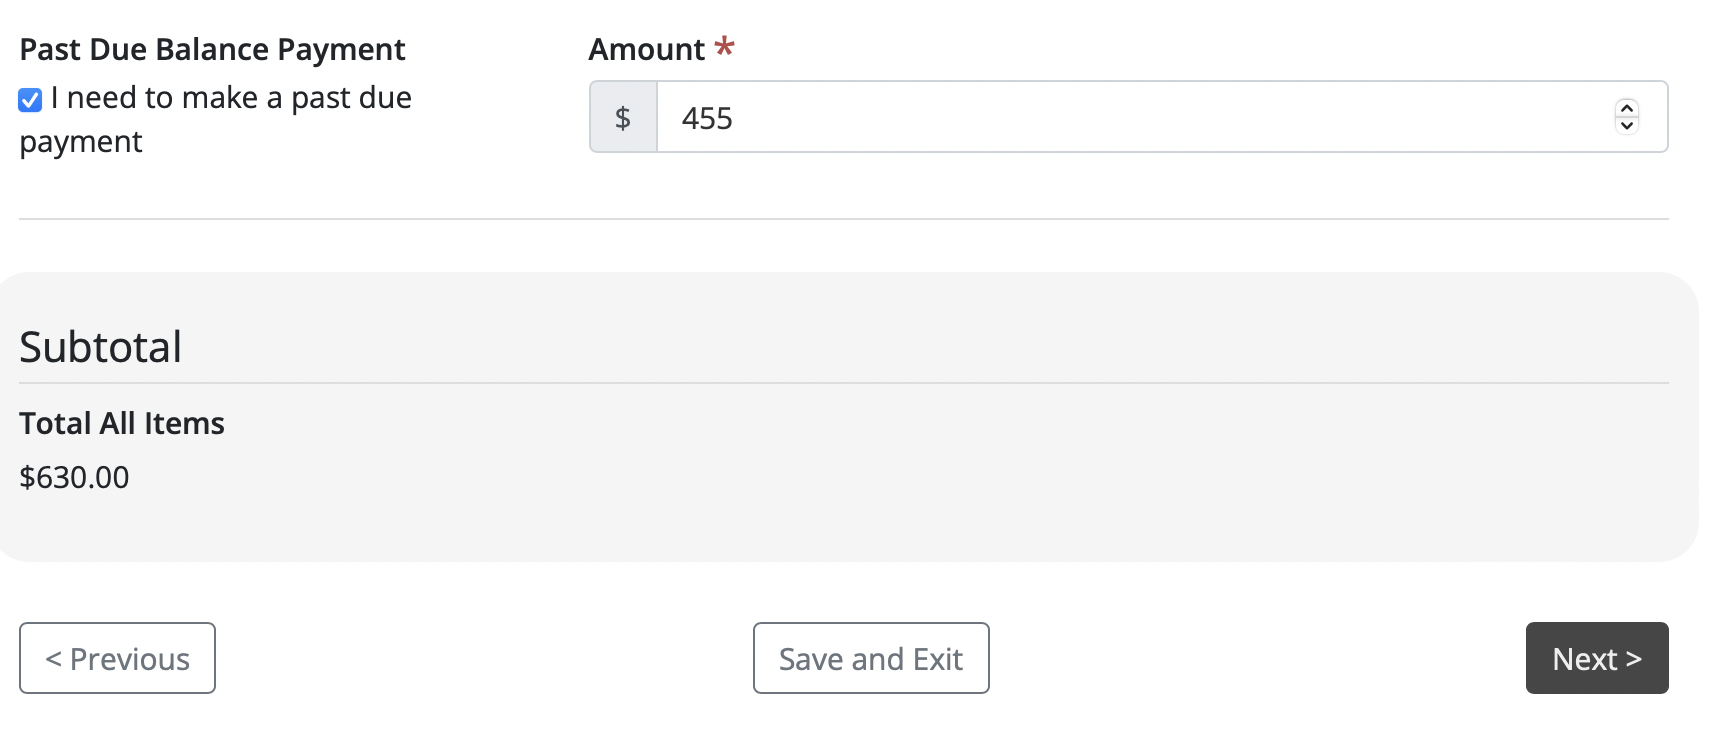 Past Due Balance Payment
I need to make a past due
payment
Amount *
$ 455
Subtotal
Total All Items
$630.00
< Previous
Save and Exit
Next >